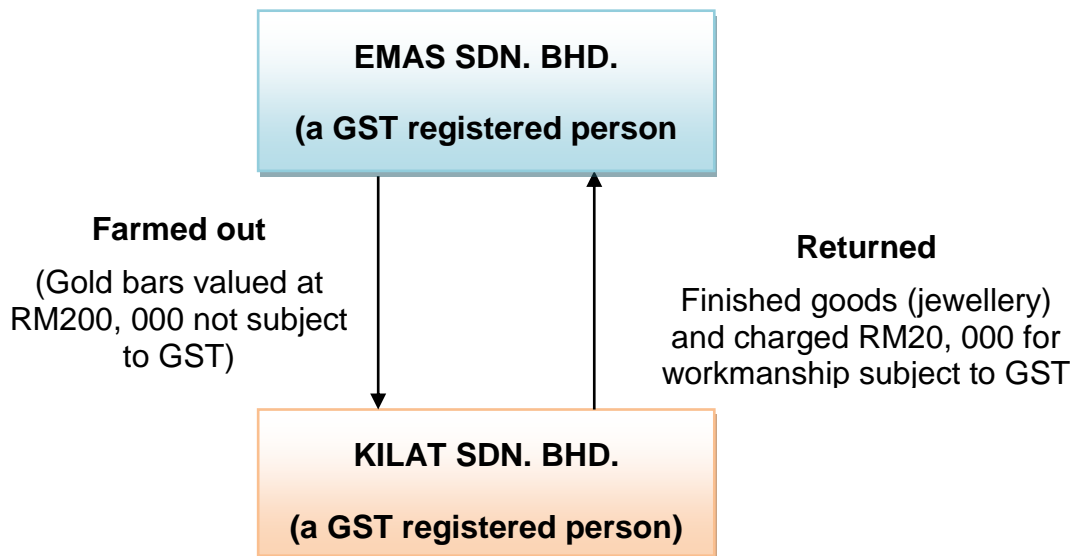 EMAS SDN. BHD.
(a GST registered person
Farmed out
(Gold bars valued at
RM200, 000 not subject
to GST)
Returned
Finished goods (jewellery)
and charged RM20, 000 for
workmanship subject to GST
KILAT SDN. BHD.
(a GST registered person)